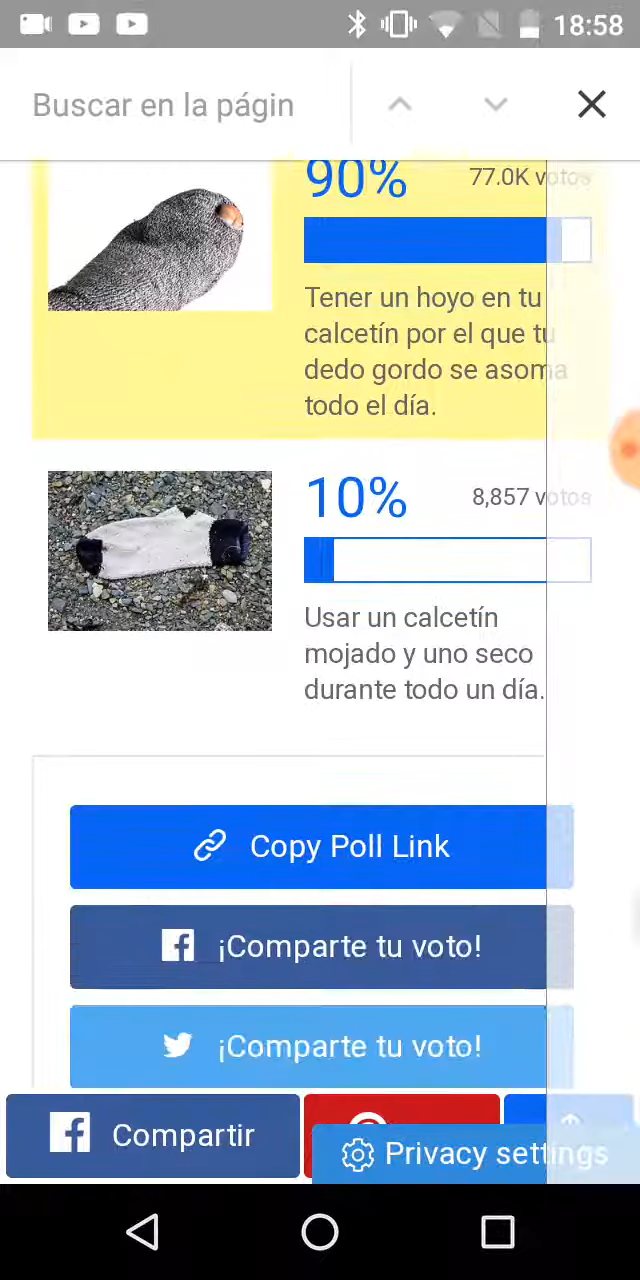 18:58
Buscar en la págin
90%
77.0K votos
Tener un hoyo en tu
calcetín por el que tu
dedo gordo se asoma
todo el día.
10%
8,857 votos
Usar un calcetín
mojado y uno seco
durante todo un día.
Copy Poll Link
¡Comparte tu voto!
¡Comparte tu voto!
Compartir
Privacy settings